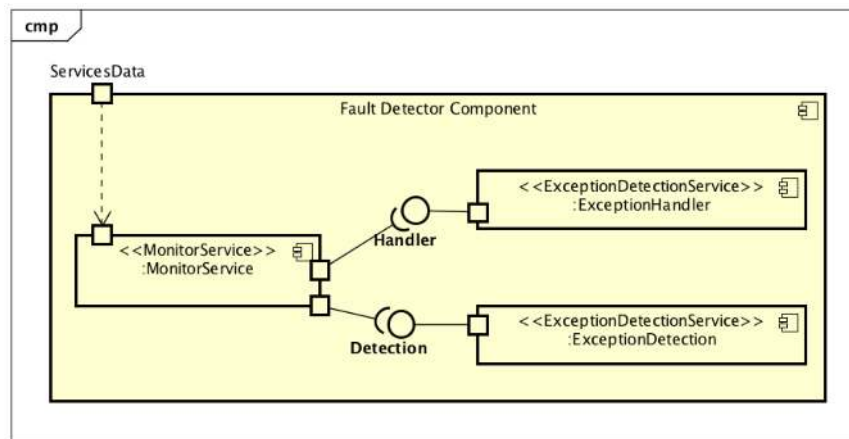 cmp
ServicesData
Fault Detector Component
<<ExceptionDetectionService>>
:ExceptionHandler
Handler
<<MonitorService>>
:MonitorService
<<ExceptionDetectionService>>
:ExceptionDetection
Detection